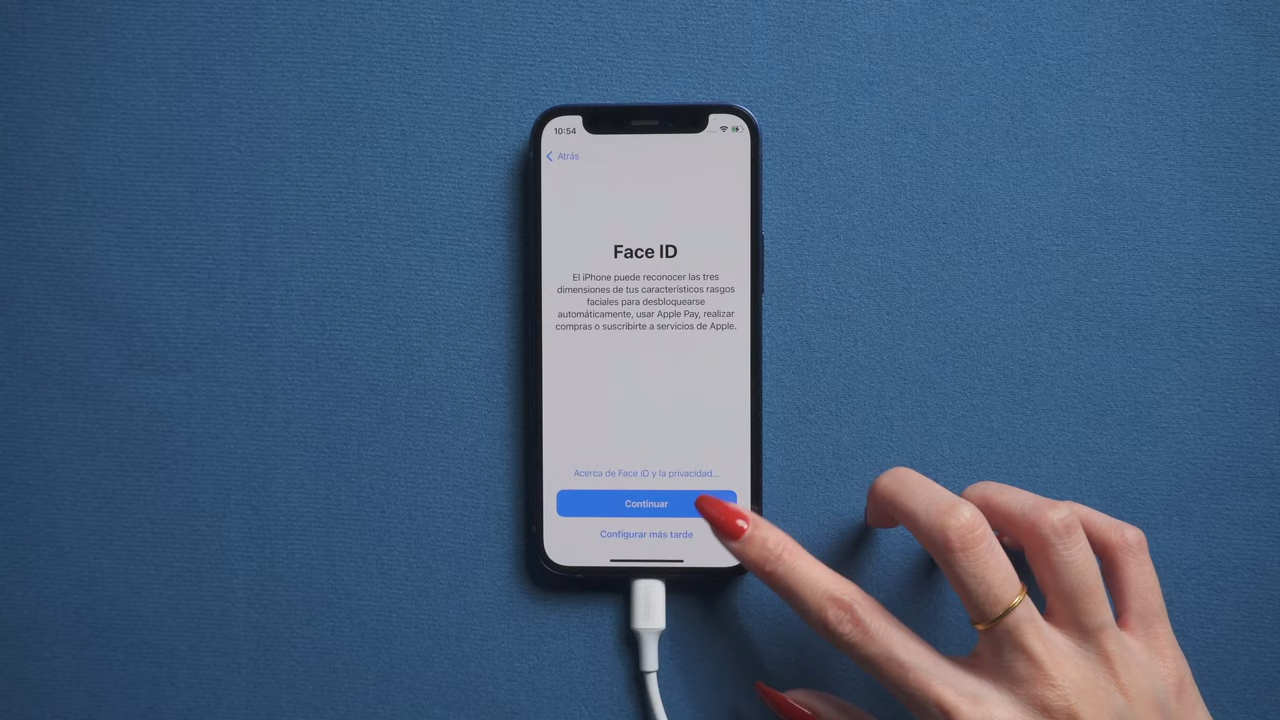 10:54
Atrás
Face ID
El iPhone puede reconocer las tres
dimensiones de tus característicos rasgos
faciales para desbloquearse
automáticamente, usar Apple Pay, realizar
compras o suscribirte a servicios de Apple.
Acerca de Face ID y la privacidad...
Continuar
Configurar más tarde